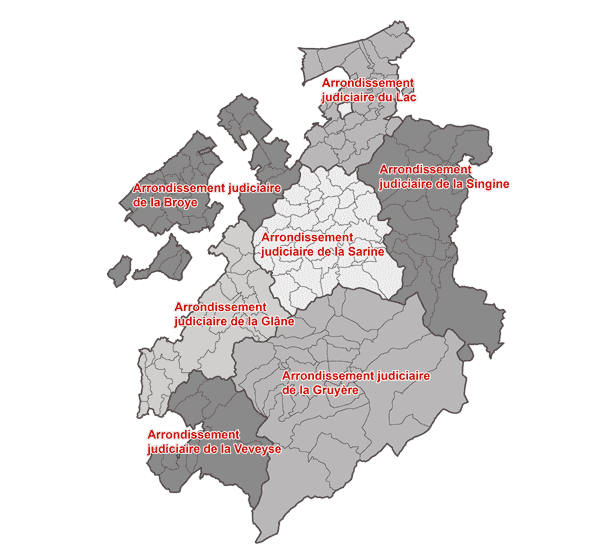 Arrondissement
judiciaire du Lac
Arrondissement
judiciaire de la Singine
Arrondissement judiciaire
de la Broye
Arrondissement
judiciaire de la Sarine
Arrondissement
judiciaire de la Glâne
Arrondissement judiciaire
de la Gruyère
Arrondissement
judiciaire de la Veveyse